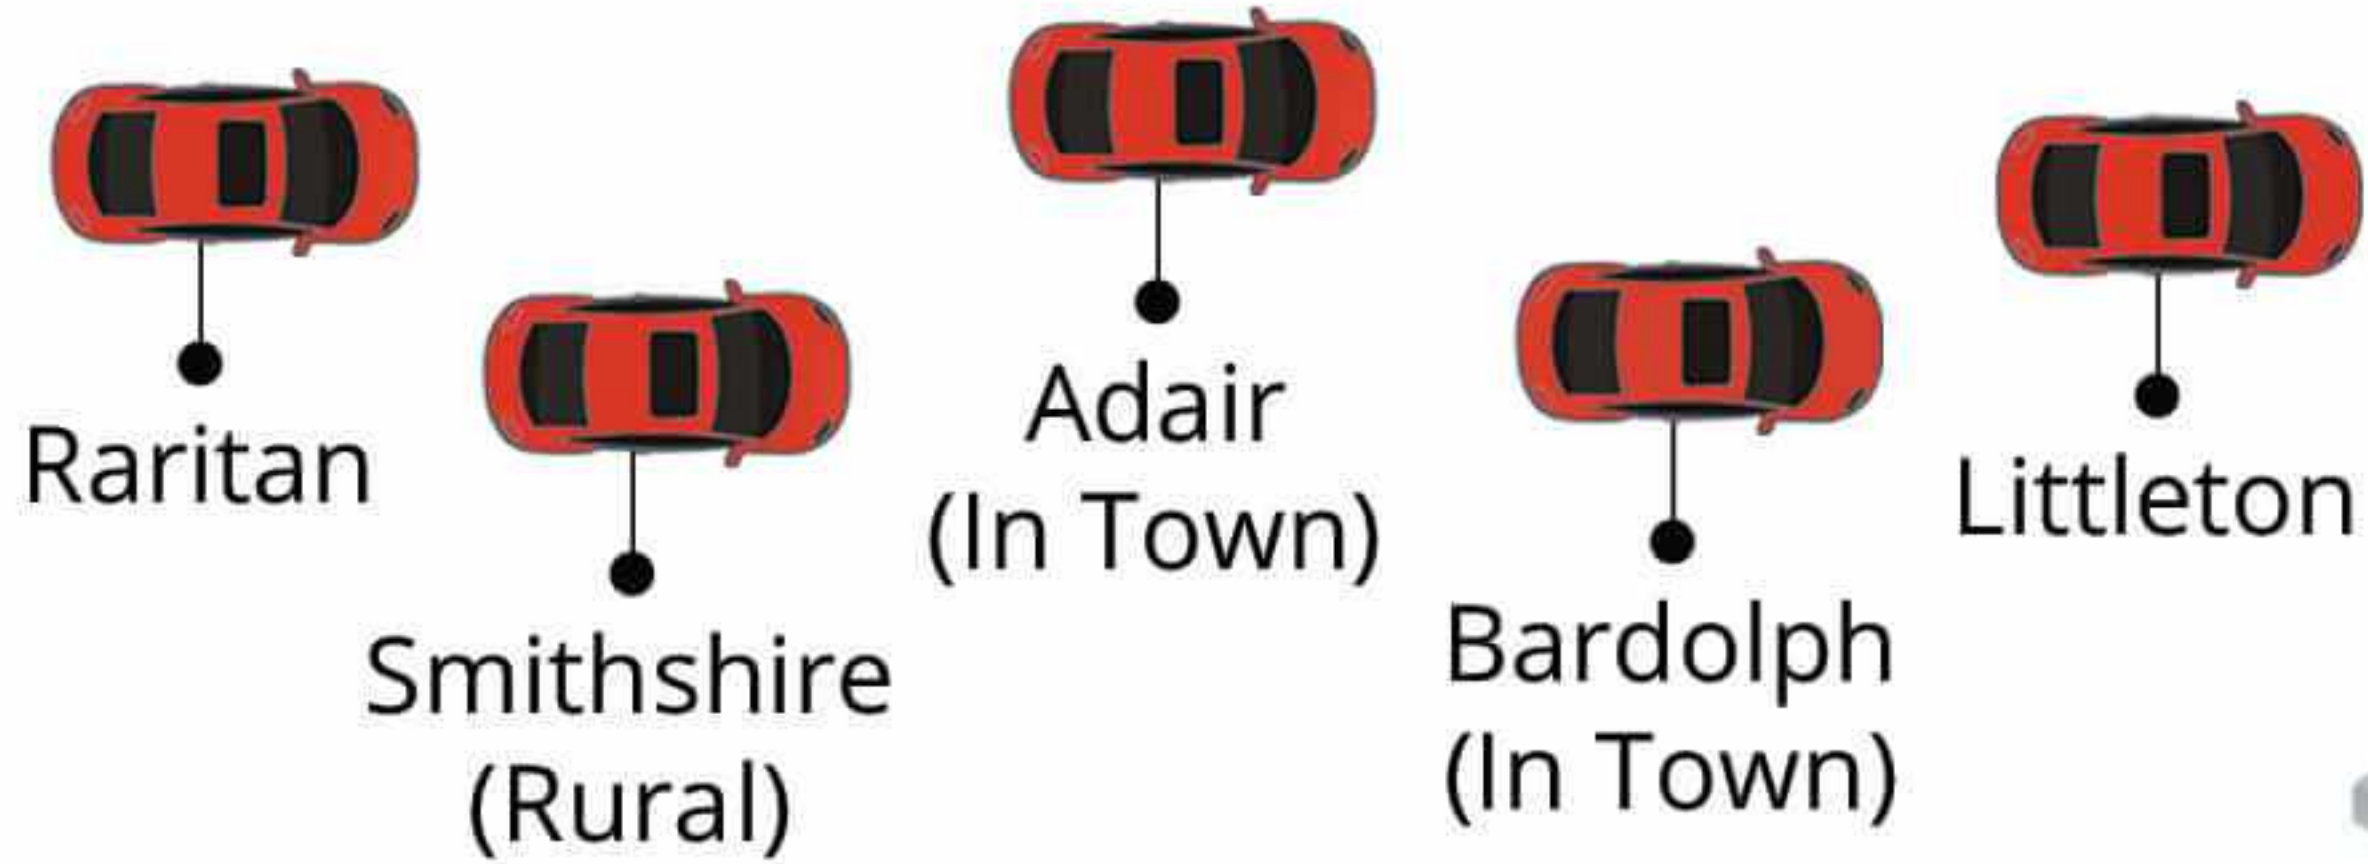 Raritan
Smithshire
(Rural)
Adair
(In Town)
Bardolph
(In Town)
Littleton